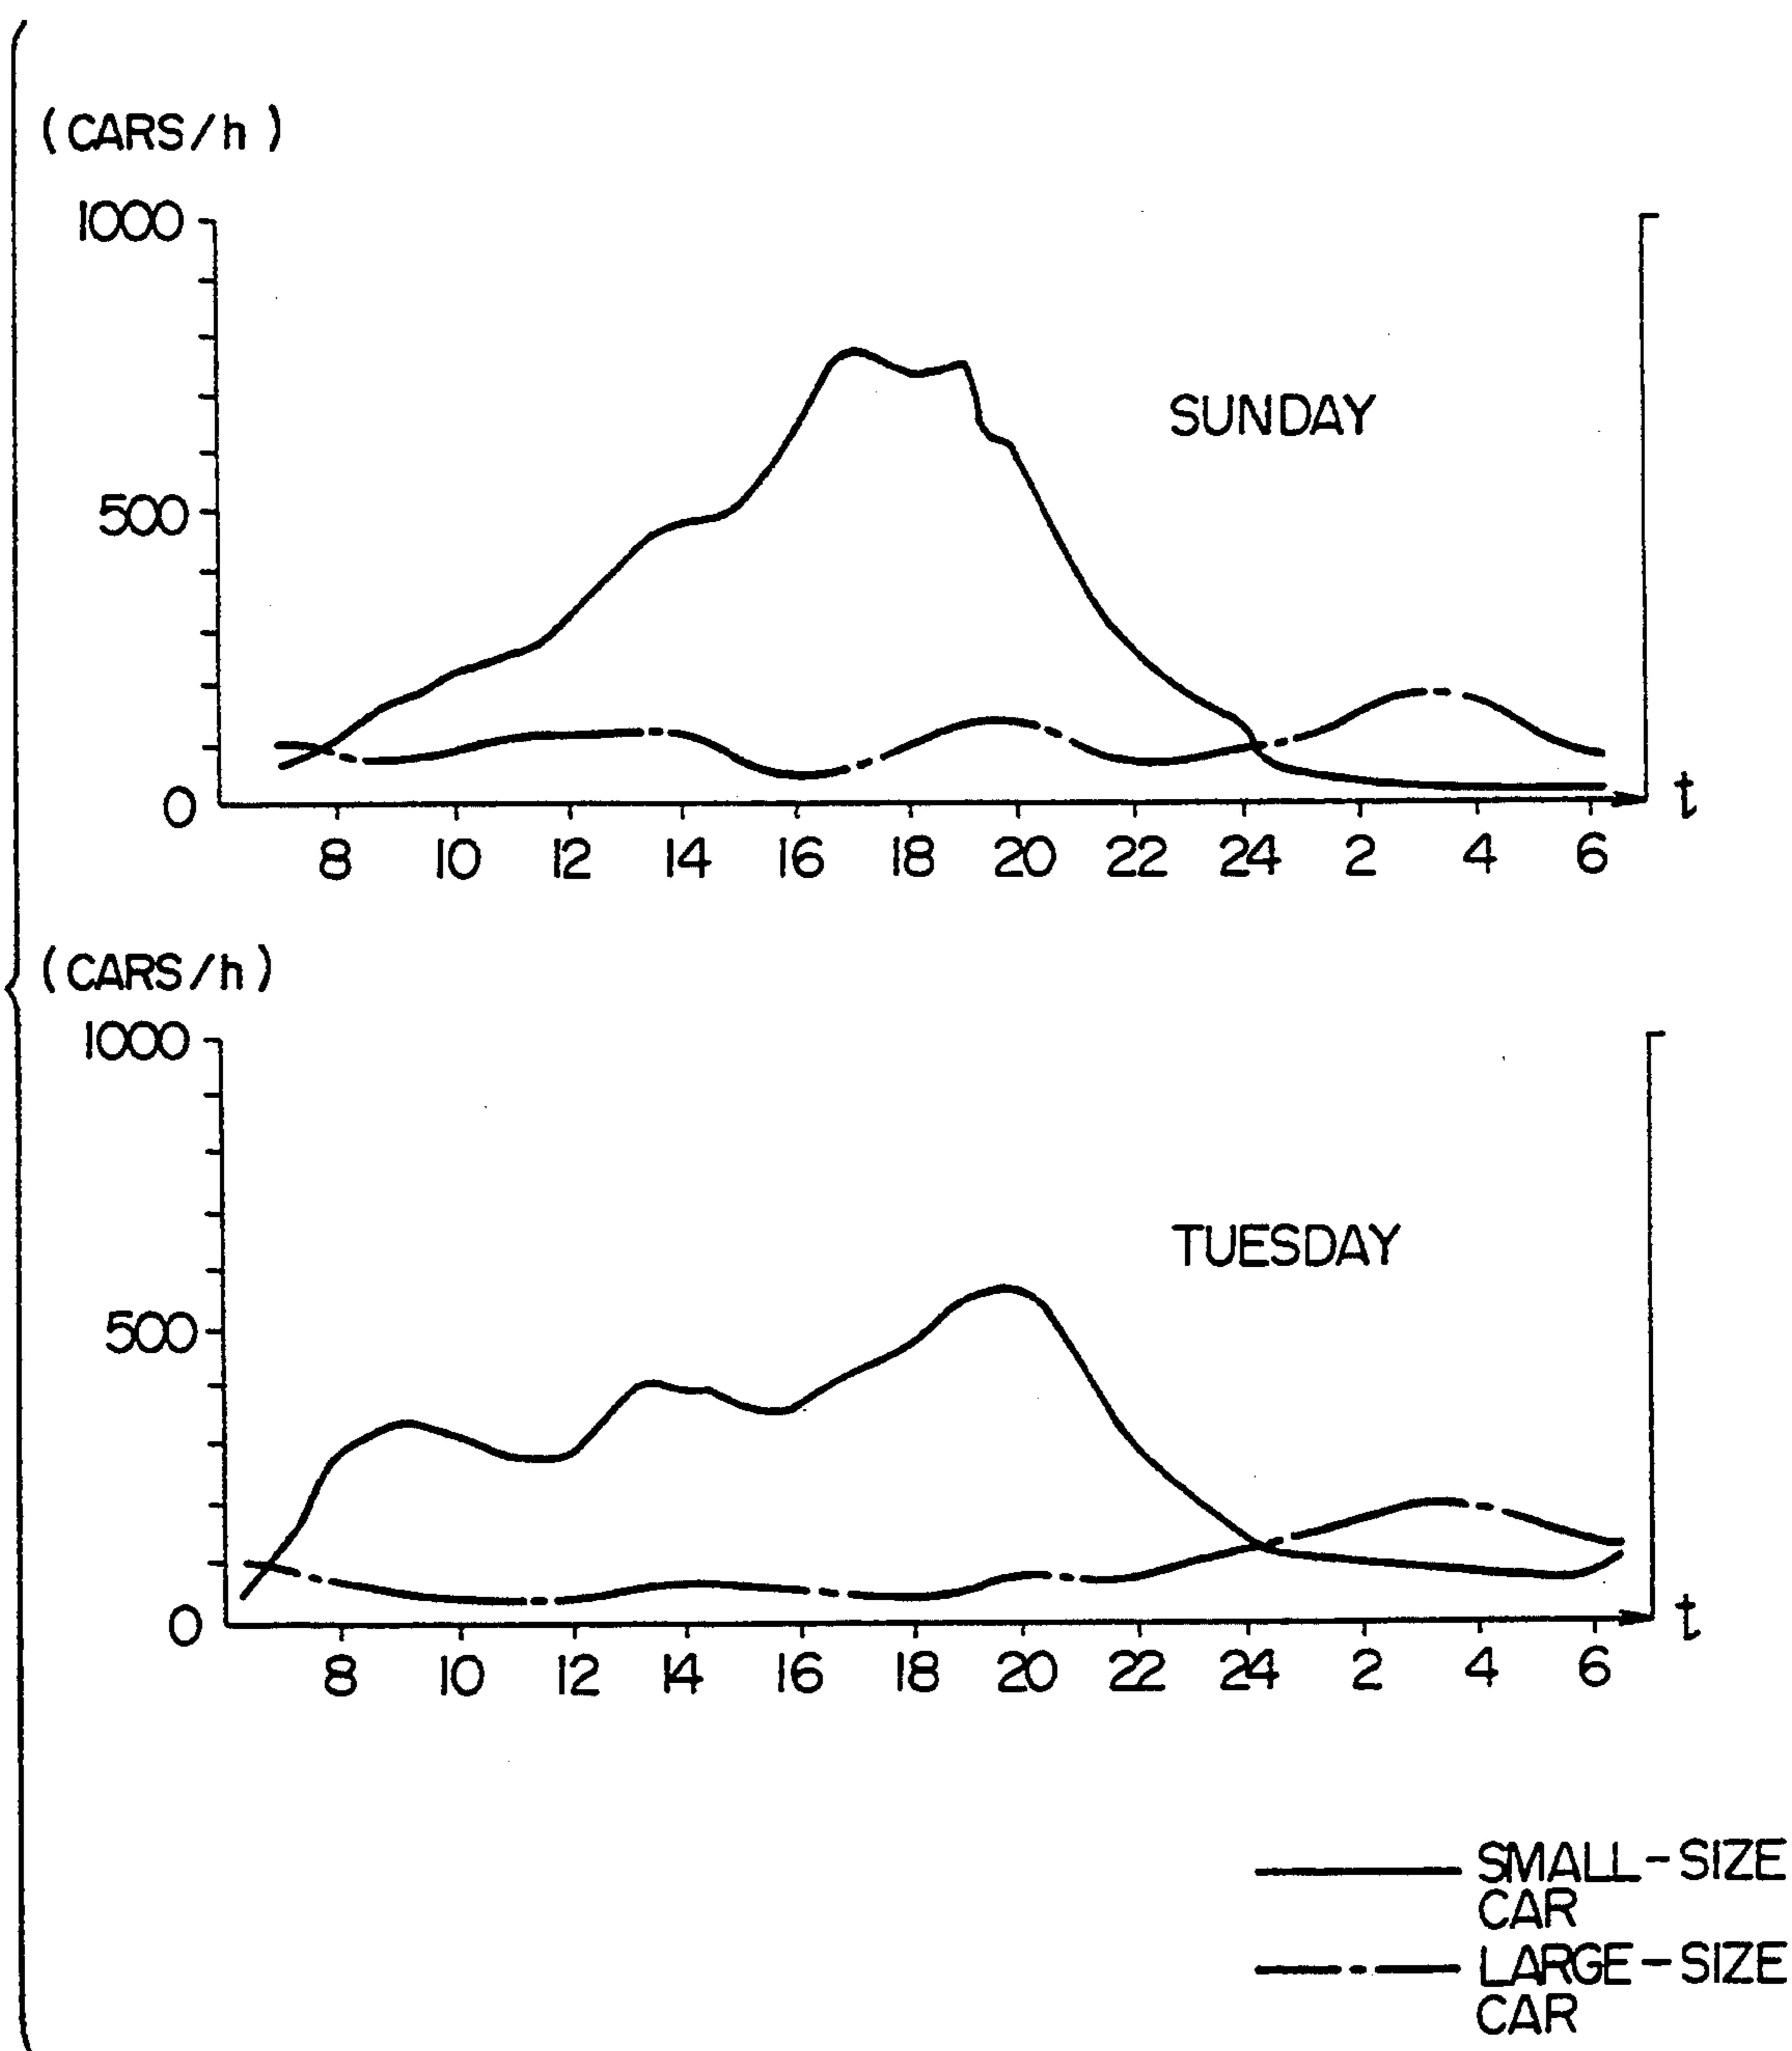 (CARS/h)
1000
500
0
SUNDAY
t
8 10 12 14 16 18 20 22 24 2 4 6
(CARS/h)
1000
500
0
TUESDAY
t
8 10 12 14 16 18 20 22 24 2 4 6
SMALL-SIZE
CAR
LARGE-SIZE
CAR